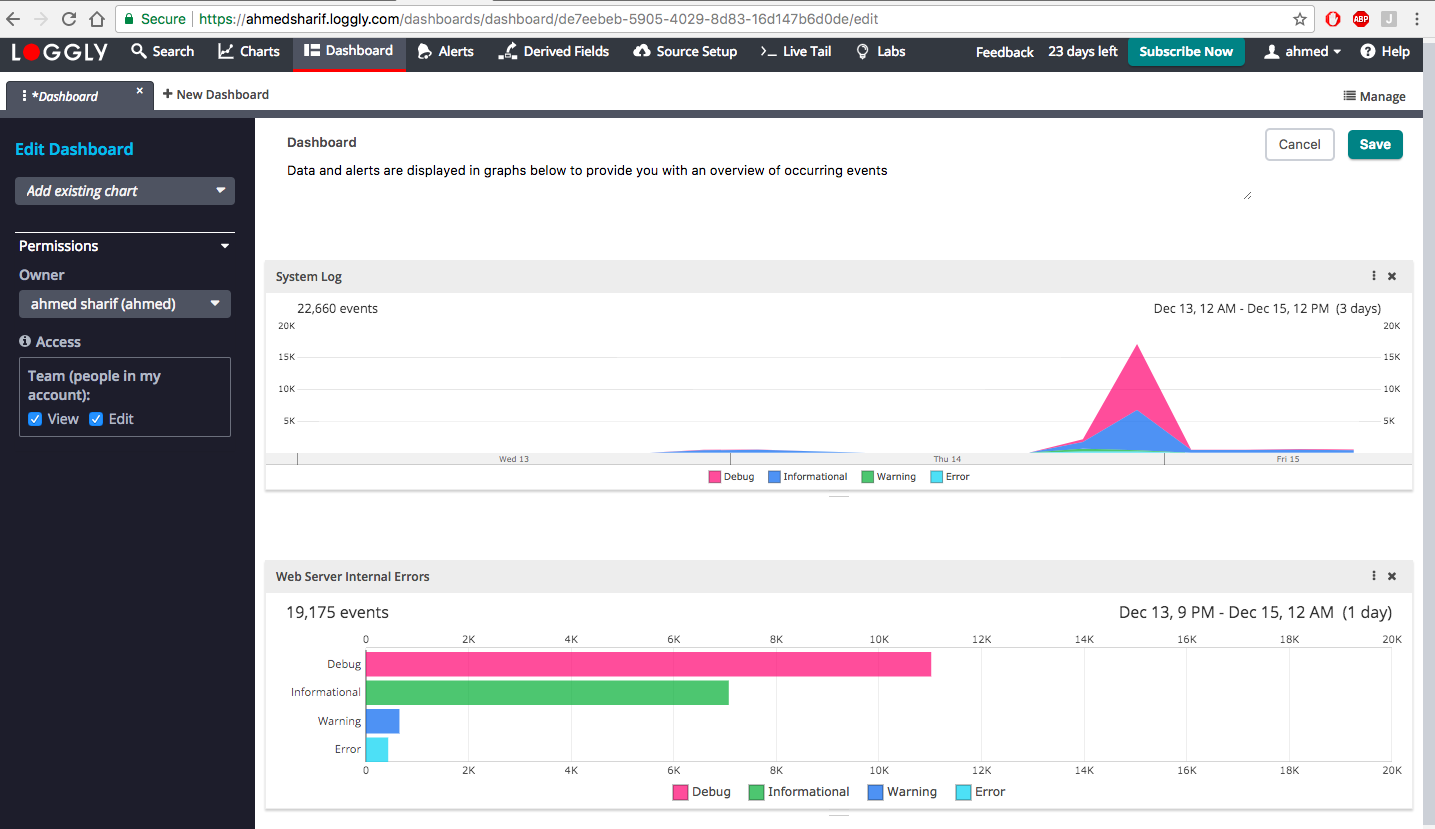 Secure https://ahmedsharif.loggly.com/dashboards/dashboard/de7eebeb-5905-4029-8d83-16d147b6d0de/edit ABP J
LOGGLY Search Charts Dashboard Alerts Derived Fields Source Setup Live Tail Labs Feedback 23 days left Subscribe Now ahmed Help
*Dashboard × + New Dashboard Manage
Edit Dashboard
Add existing chart
Permissions
Owner
ahmed sharif (ahmed)
Access
Team (people in my
account):
View Edit
Dashboard
Cancel Save
Data and alerts are displayed in graphs below to provide you with an overview of occurring events
System Log
22,660 events Dec 13, 12 AM - Dec 15, 12 PM (3 days)
20K 20K
15K 15K
10K 10K
5K 5K
Wed 13 Thu 14 Fri 15
Debug Informational Warning Error
Web Server Internal Errors
19,175 events Dec 13, 9 PM - Dec 15, 12 AM (1 day)
0 2K 4K 6K 8K 10K 12K 14K 16K 18K 20K
Debug
Informational
Warning
Error
0 2K 4K 6K 8K 10K 12K 14K 16K 18K 20K
Debug Informational Warning Error